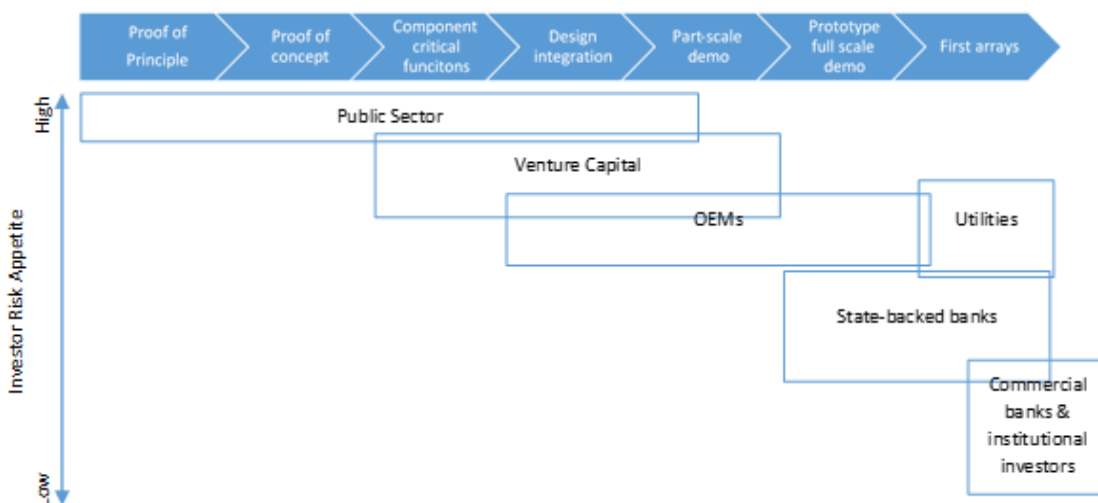 Proof of
Principle
Proof of
concept
Component
critical
funcitons
Design
integration
Part-scale
demo
Prototype
full scale
demo
First arrays
High
Public Sector
Venture Capital
OEMs
Utilities
Investor Risk Appetite
State-backed banks
Commercial
banks &
institutional
investors
Low